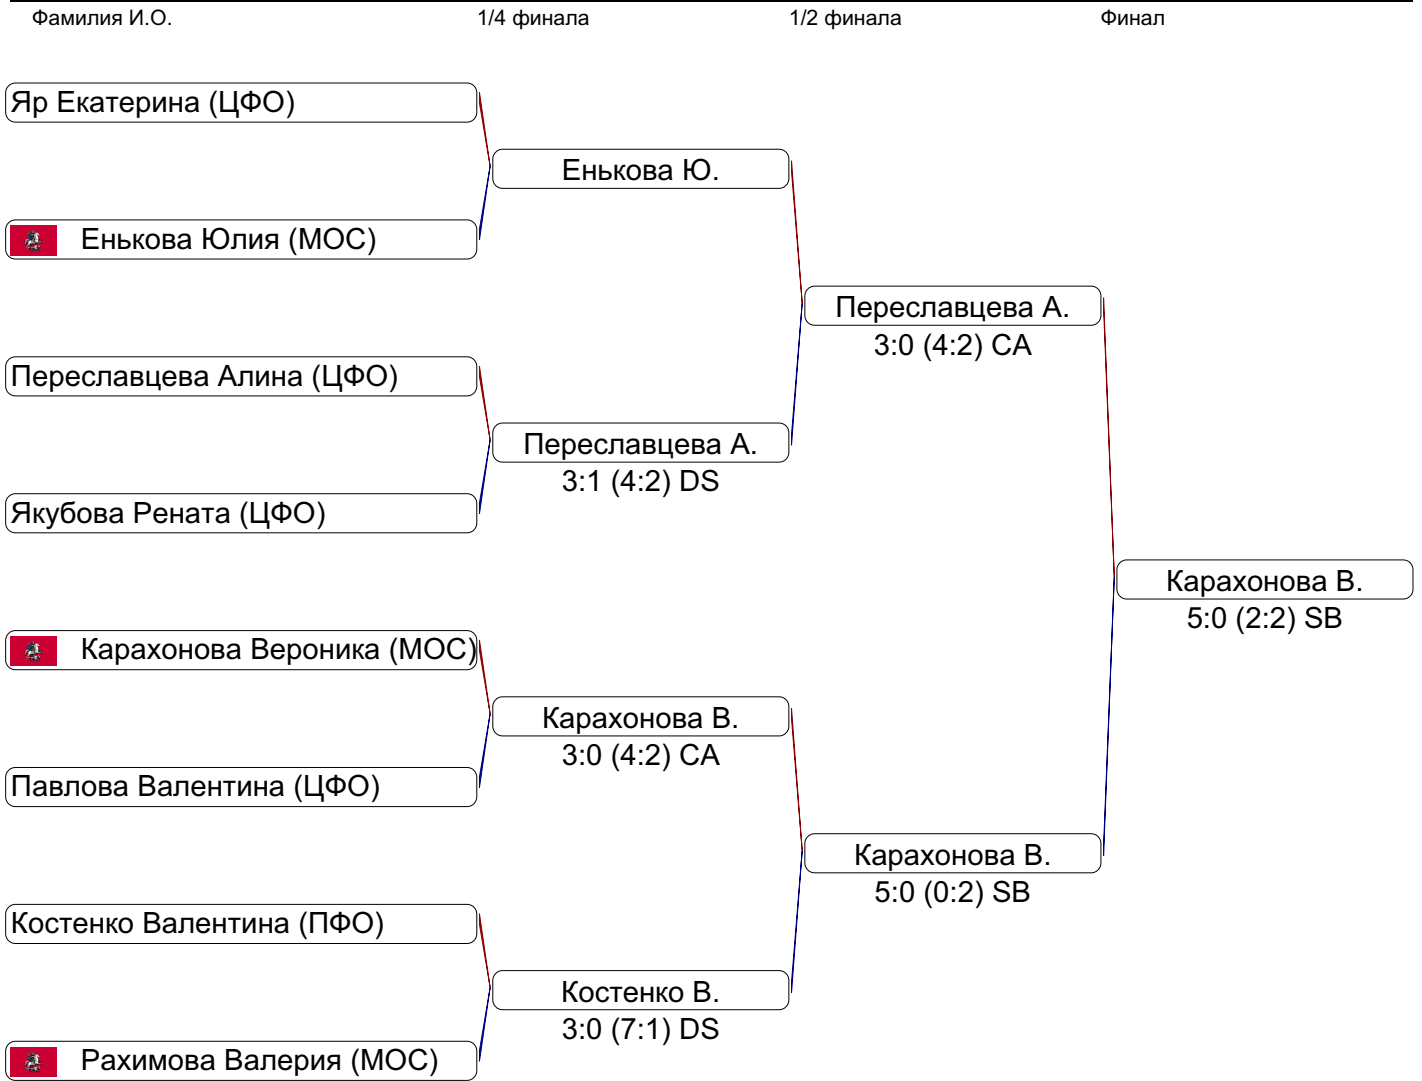 Фамилия И.О. 1/4 финала 1/2 финала Финал
Яр Екатерина (ЦФО)
Енькова Ю.
Енькова Юлия (МОС)
Переславцева А.
3:0 (4:2) CA
Переславцева Алина (ЦФО)
Переславцева А.
3:1 (4:2) DS
Якубова Рената (ЦФО)
Карахонова В.
5:0 (2:2) SB
Карахонова Вероника (МОС)
Карахонова В.
3:0 (4:2) CA
Павлова Валентина (ЦФО)
Карахонова В.
5:0 (0:2) SB
Костенко Валентина (ПФО)
Костенко В.
3:0 (7:1) DS
Рахимова Валерия (МОС)